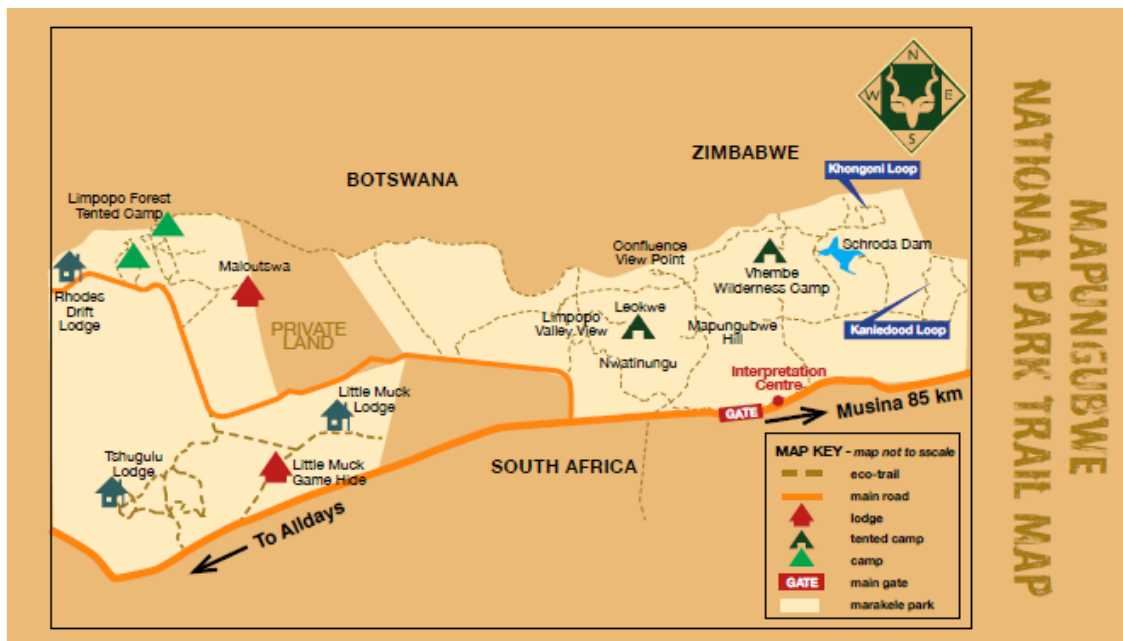 MAPUNGUBWE
NATIONAL PARK TRAIL MAP
N
W
E
S
ZIMBABWE
BOTSWANA
Khongoni Loop
Limpopo Forest
Tented Camp
Confluence
View Point
Schroda Dam
Maloutswa
Vhembe
Wilderness Camp
Rhodes
Drift
Lodge
Leokwe
Limpopo
Valley View
PRIVATE
LAND
Mapungubwe
Hill
Kaniedood Loop
Nwatinungu
Interpretation
Centre
Little Muck
Lodge
GATE
Musina 85 km
Tshugulu
Lodge
Little Muck
Game Hide
SOUTH AFRICA
To Alldays
MAP KEY - map not to sscale
eco-trail
main road
lodge
tented camp
camp
GATE main gate
marakele park